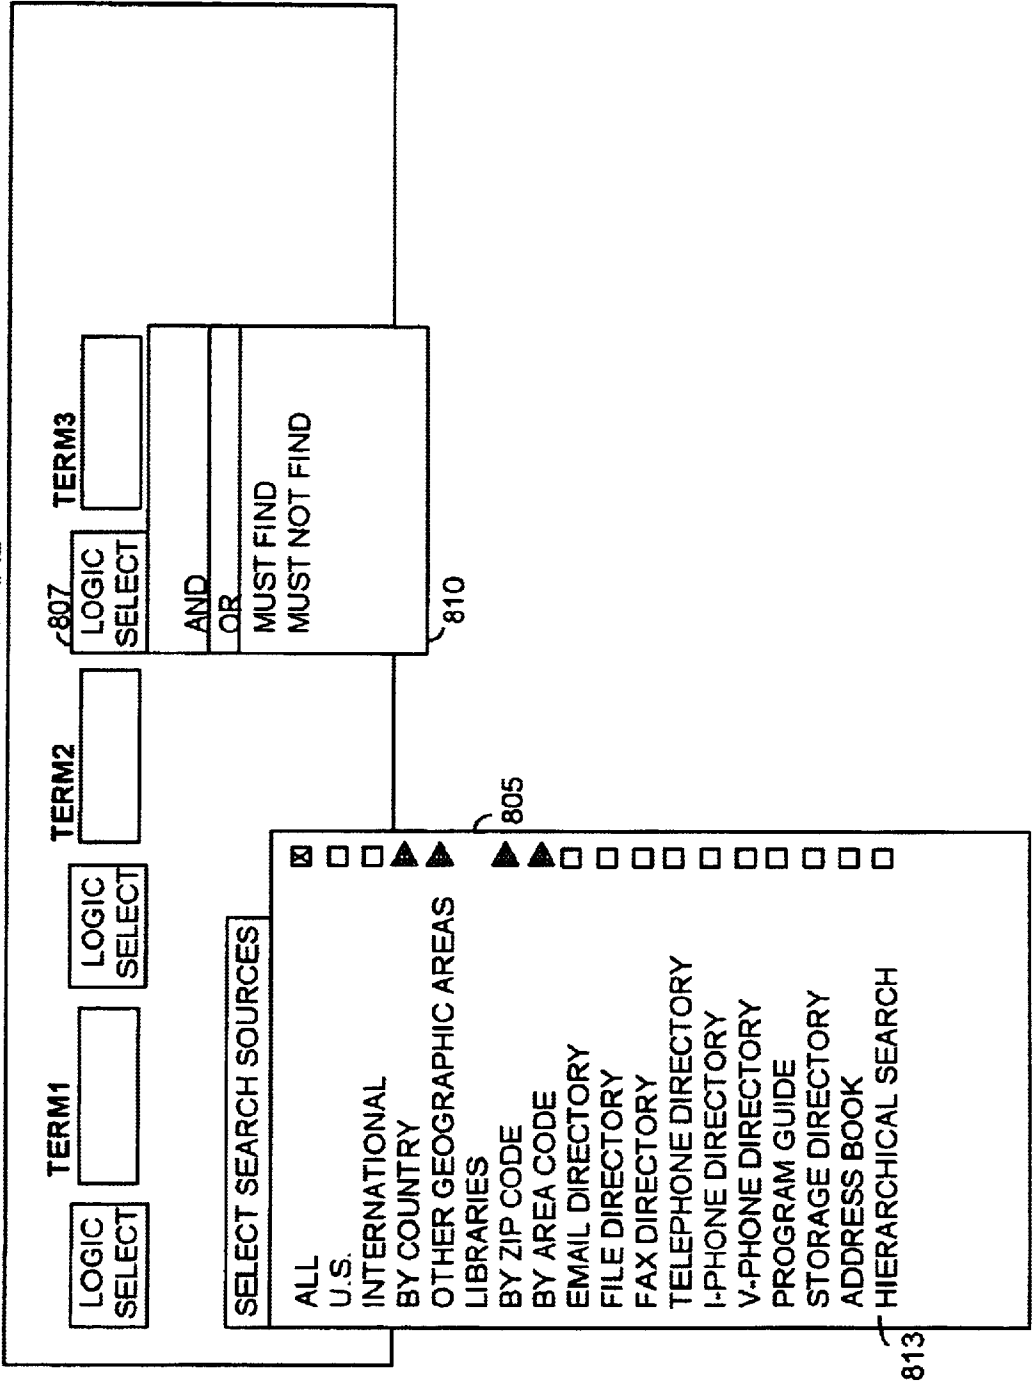 TERM1
TERM2
807
TERM3
LOGIC
SELECT
LOGIC
SELECT
LOGIC
SELECT
AND
OR
MUST FIND
MUST NOT FIND
810
SELECT SEARCH SOURCES
ALL
U.S.
INTERNATIONAL
BY COUNTRY
OTHER GEOGRAPHIC AREAS
LIBRARIES
805
BY ZIP CODE
BY AREA CODE
EMAIL DIRECTORY
FILE DIRECTORY
FAX DIRECTORY
TELEPHONE DIRECTORY
I-PHONE DIRECTORY
V-PHONE DIRECTORY
PROGRAM GUIDE
STORAGE DIRECTORY
ADDRESS BOOK
HIERARCHICAL SEARCH
813